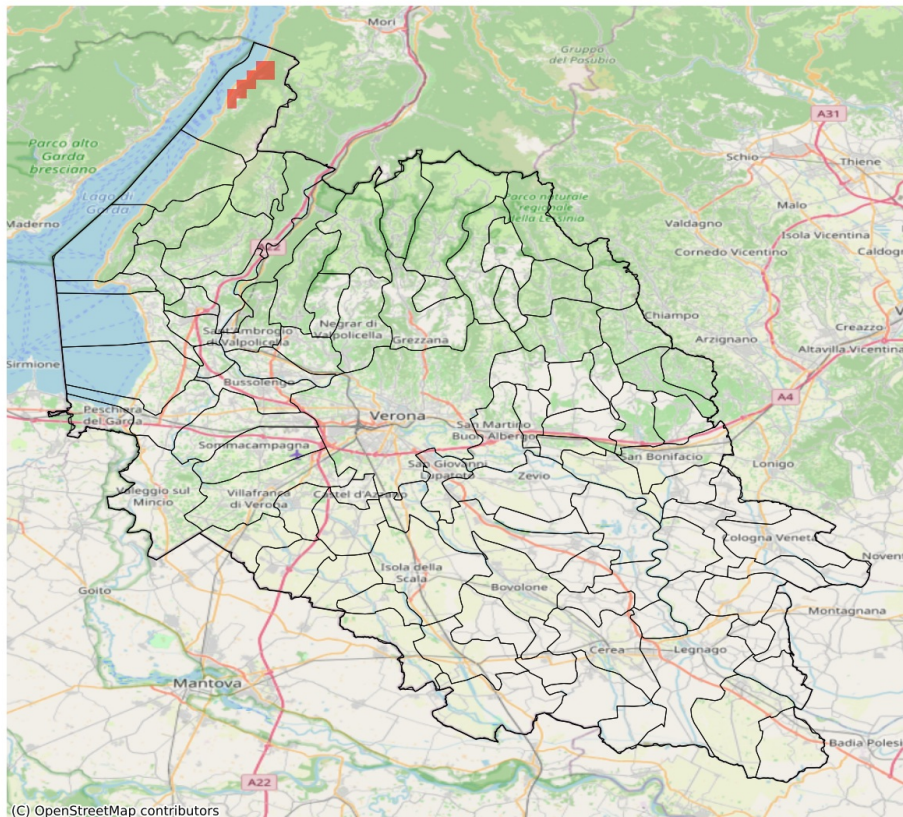 Mori
Gruppo
del Pasubio
A31
Schio
Thiene
Parco alto
Garda
bresciano
Lago di
Garda
Malo
Parco naturale
regionale
della Lessinia
Valdagno
Isola Vicentina
Maderno
Cornedo Vicentino
Caldogno
Chiampo
Sant'Ambrogio
di Valpolicella
Negrar di
Valpolicella
Grezzana
Arzignano
Creazzo
Altavilla Vicentina
Sirmione
Bussolengo
A4
Peschiera
del Garda
Verona
San Martino
Buon Albergo
Sommacampagna
San Bonifacio
Lonigo
San Giovanni
Lupatoto
Zevio
Valeggio sul
Mincio
Villafranca
di Verona
Castel d'Azzano
Cologna Veneta
Novent
Isola della
Scala
Goito
Bovolone
Montagnana
Cerea
Legnago
Mantova
Badia Polesi
A22
(C) OpenStreetMap contributors